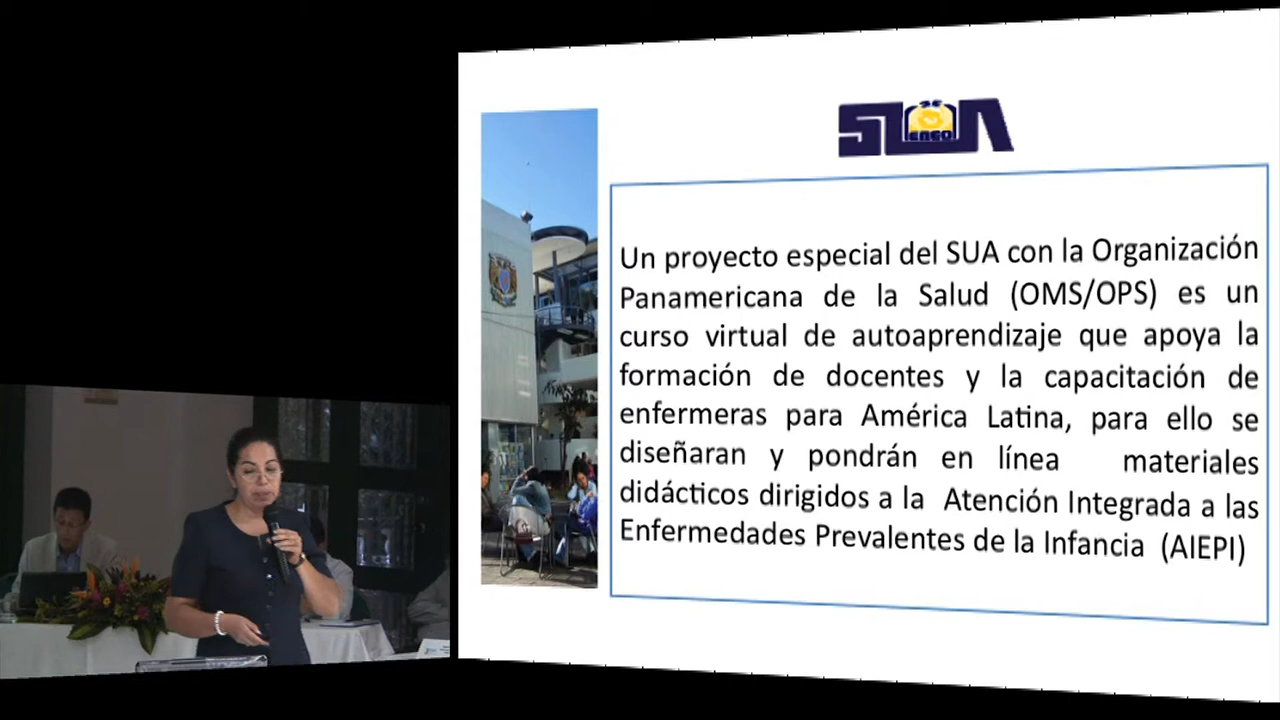 SUA
ENEO
Un proyecto especial del SUA con la Organización
Panamericana de la Salud (OMS/OPS) es un
curso virtual de autoaprendizaje que apoya la
formación de docentes y la capacitación de
enfermeras para América Latina, para ello se
diseñaran y pondrán en línea materiales
didácticos dirigidos a la Atención Integrada a las
Enfermedades Prevalentes de la Infancia (AIEPI)